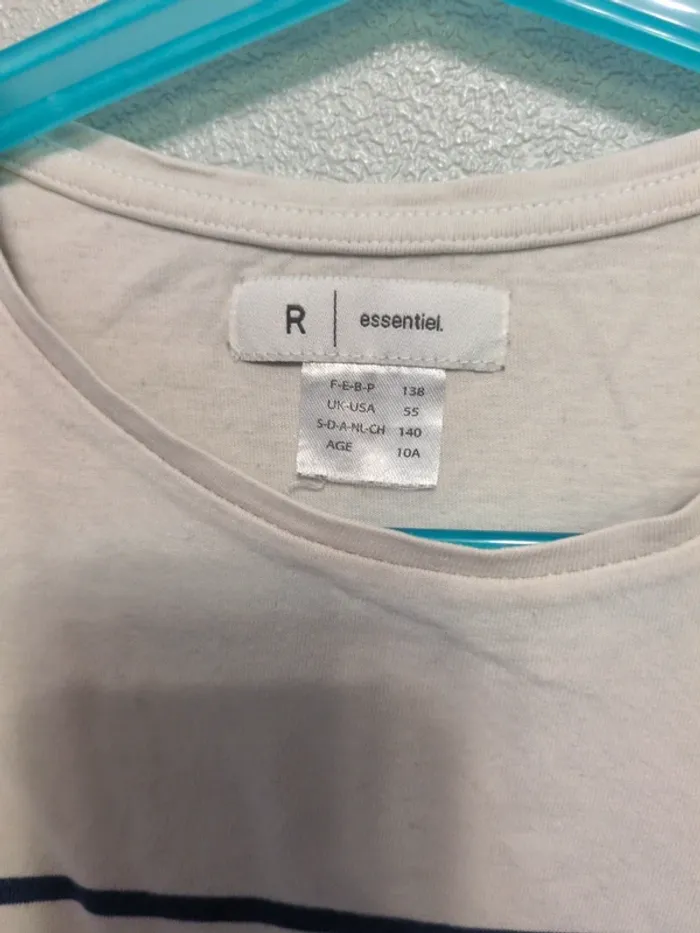 R essentiel.
F-E-B-P 138
UK-USA 55
S-D-A-NL-CH 140
AGE 10A